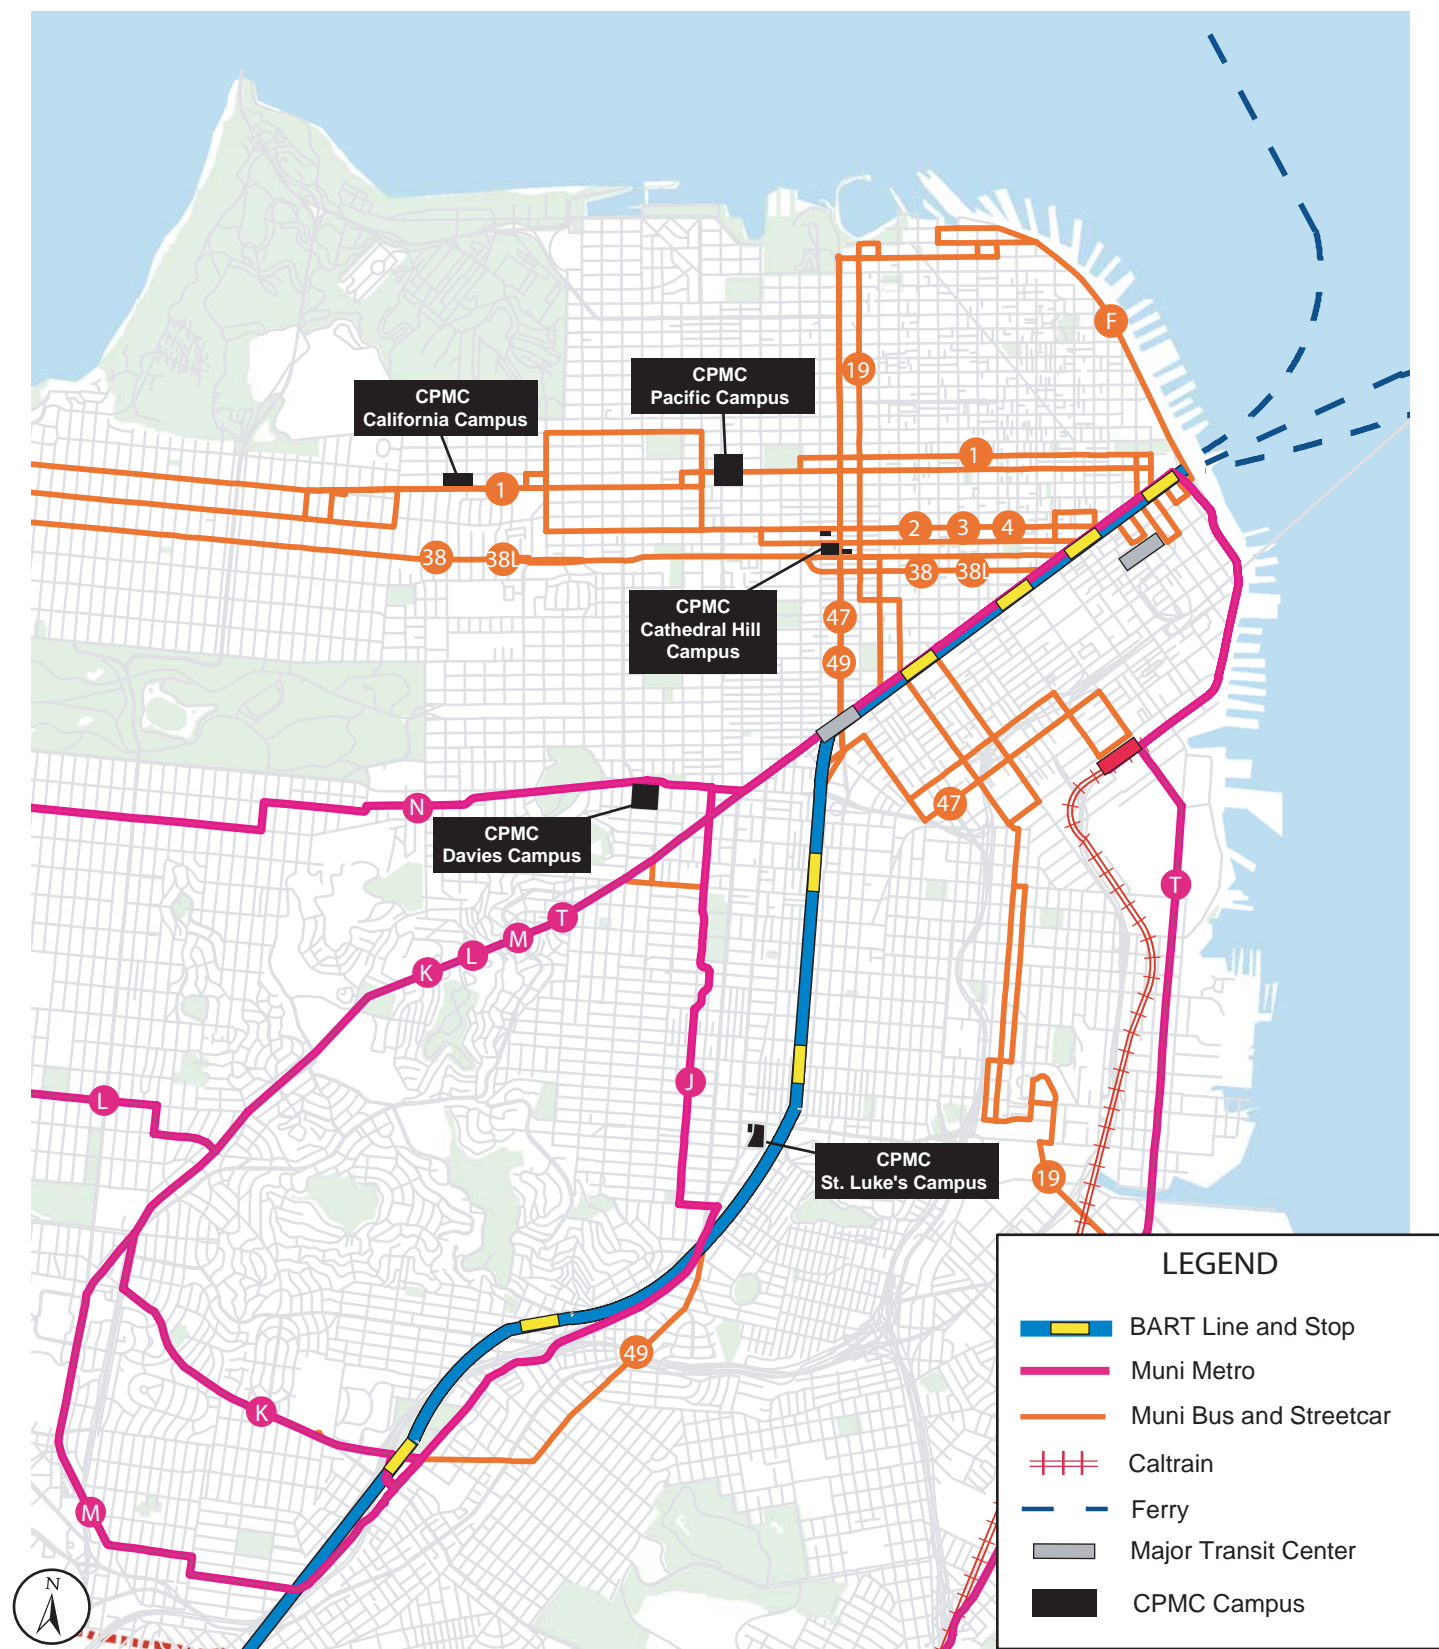 F
19
CPMC
Pacific Campus
CPMC
California Campus
1
1
2
3
4
38
38L
38
38L
CPMC
Cathedral Hill
Campus
47
49
N
47
CPMC
Davies Campus
T
T
M
L
K
J
L
CPMC
St. Luke's Campus
19
49
K
M
N
LEGEND
BART Line and Stop
Muni Metro
Muni Bus and Streetcar
Caltrain
Ferry
Major Transit Center
CPMC Campus